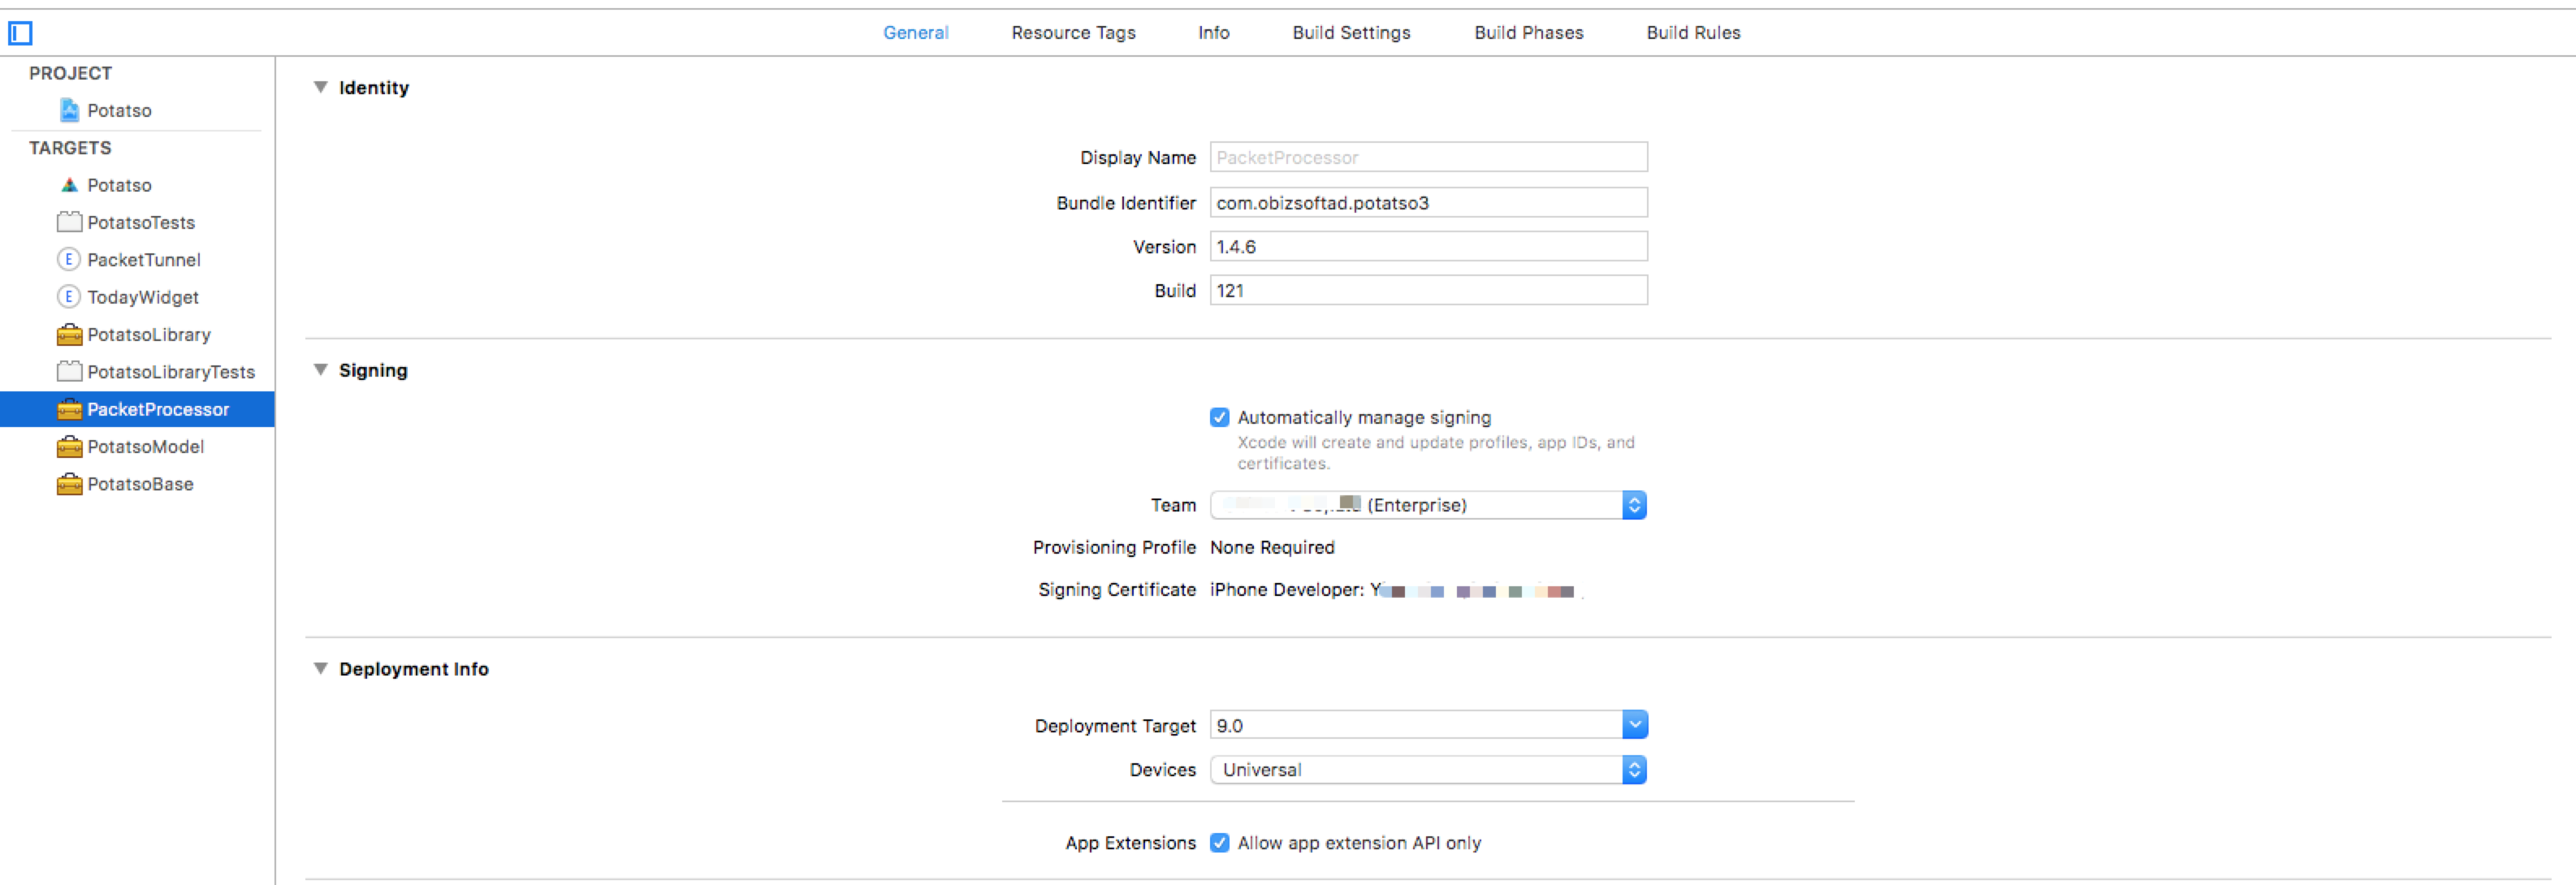 General Resource Tags Info Build Settings Build Phases Build Rules
PROJECT
Potatso
TARGETS
Potatso
PotatsoTests
E PacketTunnel
E TodayWidget
PotatsoLibrary
PotatsoLibraryTests
PacketProcessor
PotatsoModel
PotatsoBase
Identity
Display Name PacketProcessor
Bundle Identifier com.obizsoftad.potatso3
Version 1.4.6
Build 121
Signing
Automatically manage signing
Xcode will create and update profiles, app IDs, and
certificates.
Team (Enterprise)
Provisioning Profile None Required
Signing Certificate iPhone Developer:
Deployment Info
Deployment Target 9.0
Devices Universal
App Extensions Allow app extension API only